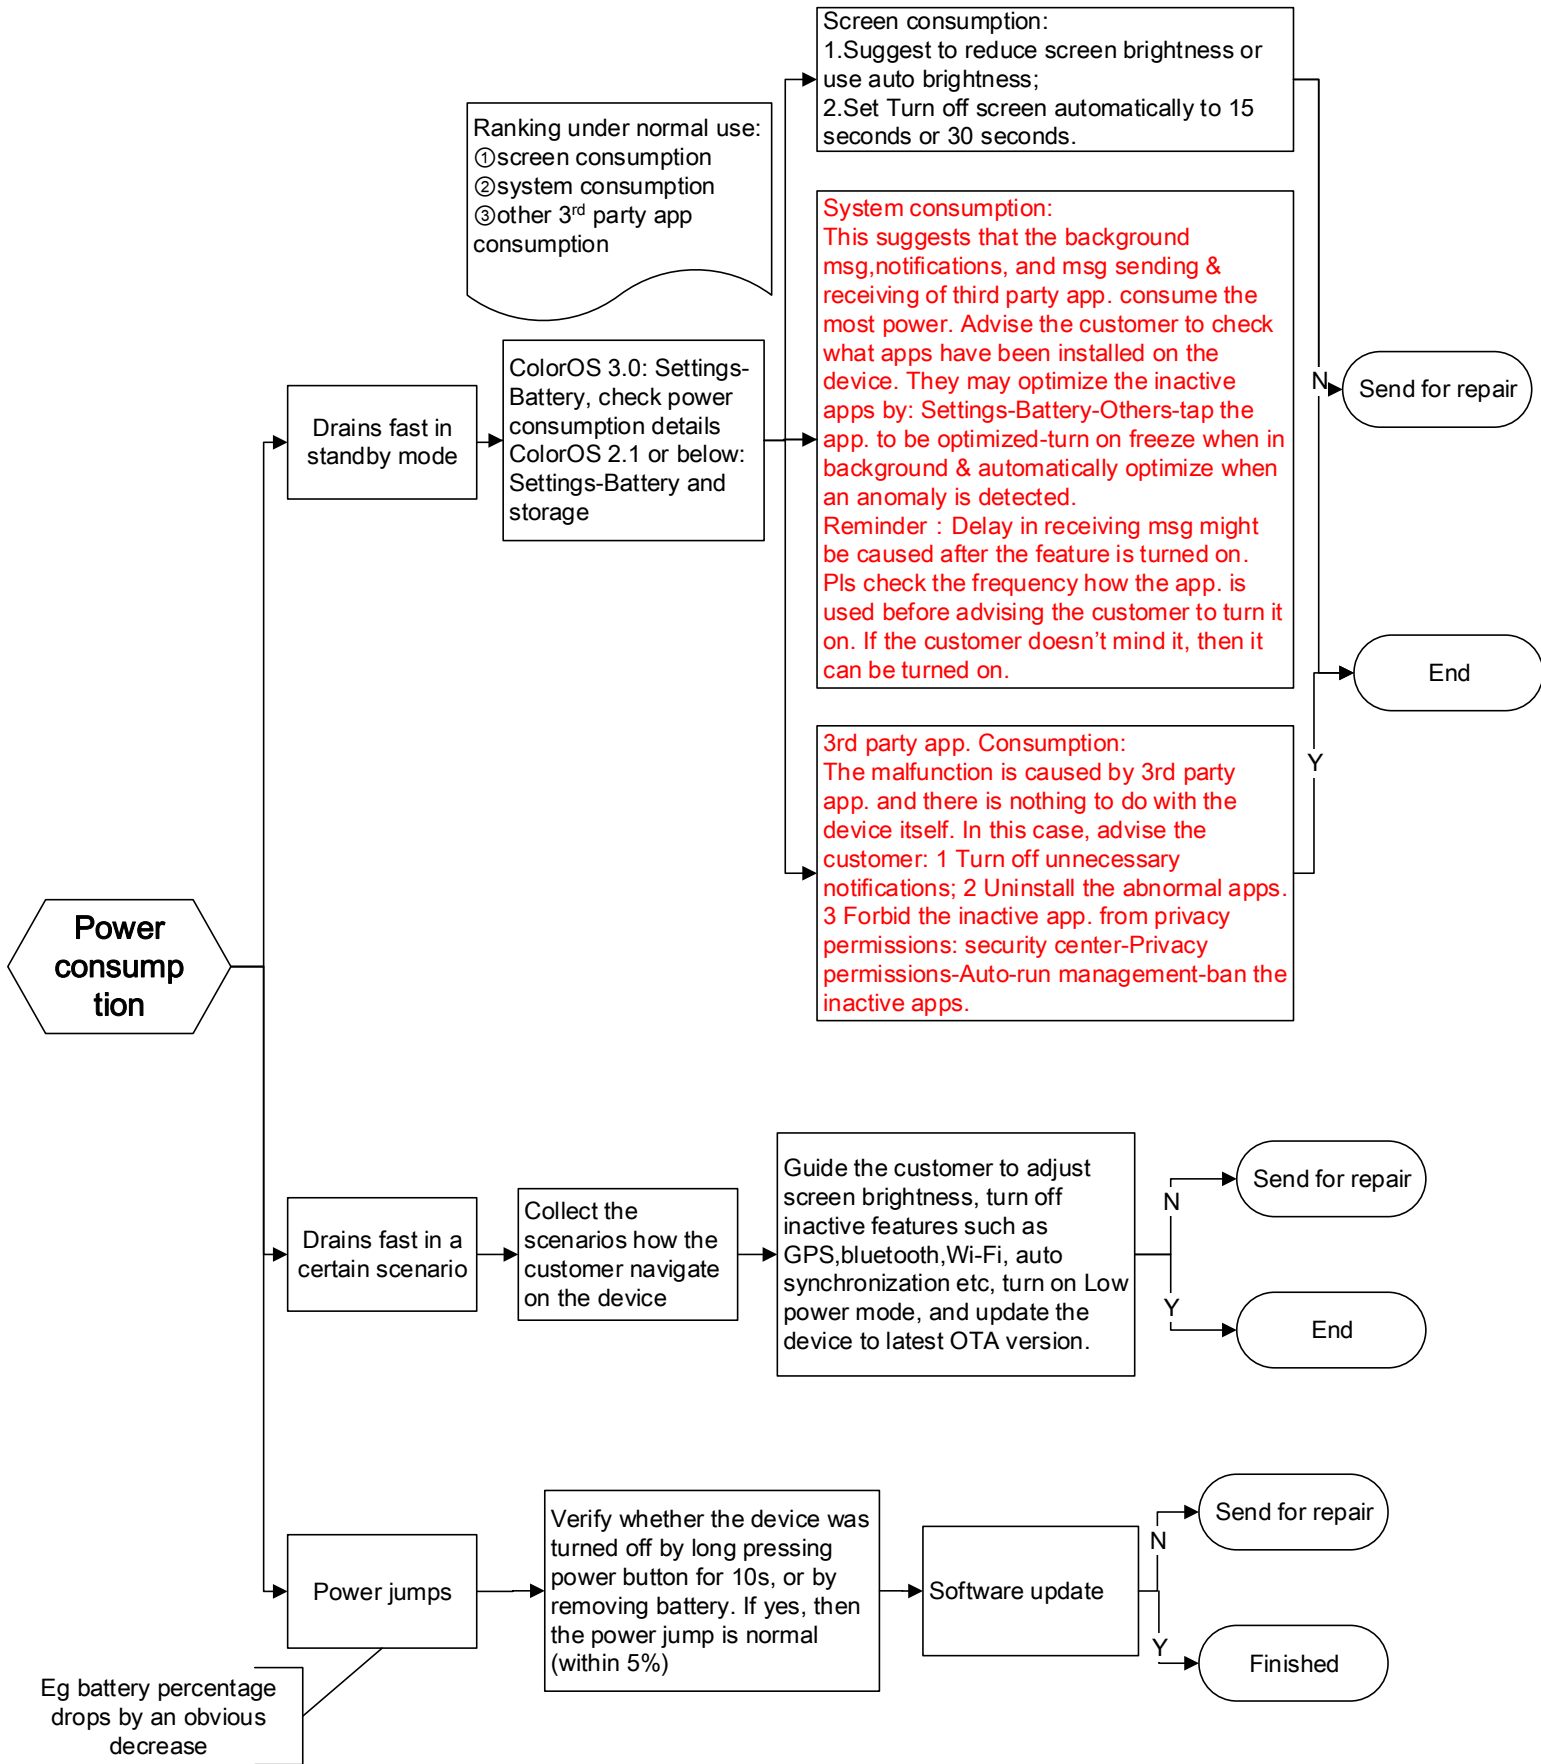 Screen consumption:
1.Suggest to reduce screen brightness or
use auto brightness;
2.Set Turn off screen automatically to 15
seconds or 30 seconds.
Ranking under normal use:
①screen consumption
②system consumption
③other 3rd party app
consumption
System consumption:
This suggests that the background
msg,notifications, and msg sending &
receiving of third party app. consume the
most power. Advise the customer to check
what apps have been installed on the
device. They may optimize the inactive
apps by: Settings-Battery-Others-tap the
app. to be optimized-turn on freeze when in
background & automatically optimize when
an anomaly is detected.
Reminder：Delay in receiving msg might
be caused after the feature is turned on.
Pls check the frequency how the app. is
used before advising the customer to turn it
on. If the customer doesn’t mind it, then it
can be turned on.
Drains fast in
standby mode
ColorOS 3.0: Settings-
Battery, check power
consumption details
ColorOS 2.1 or below:
Settings-Battery and
storage
N
Send for repair
End
Y
3rd party app. Consumption:
The malfunction is caused by 3rd party
app. and there is nothing to do with the
device itself. In this case, advise the
customer: 1 Turn off unnecessary
notifications; 2 Uninstall the abnormal apps.
3 Forbid the inactive app. from privacy
permissions: security center-Privacy
permissions-Auto-run management-ban the
inactive apps.
Power
consump
tion
Drains fast in a
certain scenario
Collect the
scenarios how the
customer navigate
on the device
Guide the customer to adjust
screen brightness, turn off
inactive features such as
GPS,bluetooth,Wi-Fi, auto
synchronization etc, turn on Low
power mode, and update the
device to latest OTA version.
N
Send for repair
Y
End
Power jumps
Verify whether the device was
turned off by long pressing
power button for 10s, or by
removing battery. If yes, then
the power jump is normal
(within 5%)
Software update
N
Send for repair
Y
Finished
Eg battery percentage
drops by an obvious
decrease